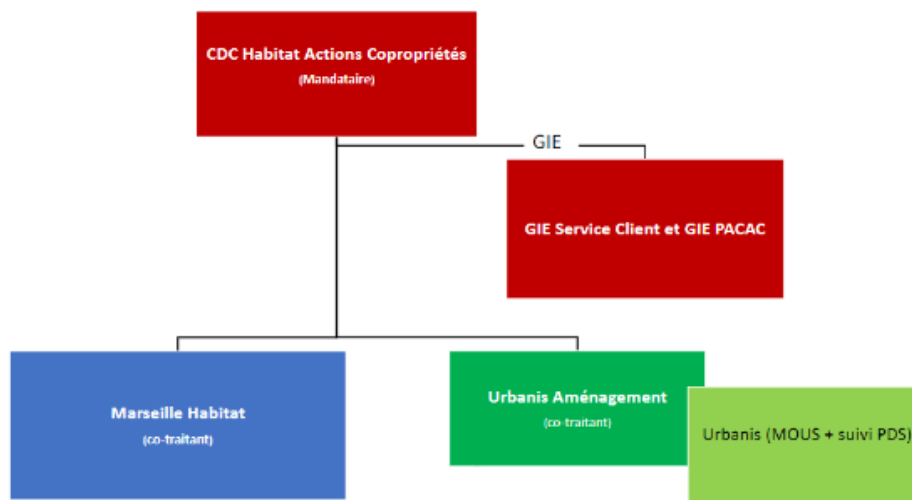 CDC Habitat Actions Copropriétés
(Mandataire)
GIE
GIE Service Client et GIE PACAC
Marseille Habitat
(co-traitant)
Urbanis Aménagement
(co-traitant)
Urbanis (MOUS + suivi PDS)